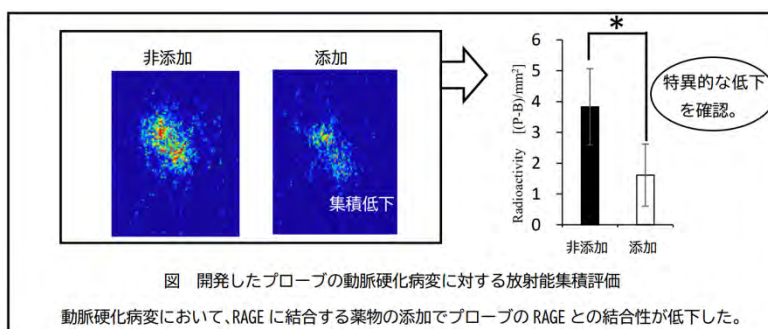 非添加
添加
集積低下
*
Radioactivity [(P-B)/mm²]
6
5
4
3
2
1
0
非添加
添加
特異的な低下
を確認。
図 開発したプローブの動脈硬化病変に対する放射能集積評価
動脈硬化病変において、RAGE に結合する薬物の添加でプローブの RAGE との結合性が低下した。